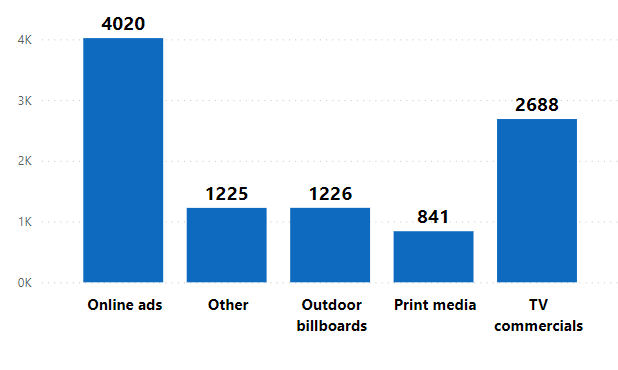 4020
4K
3K
2688
2K
1225
1226
1K
841
0K
Online ads
Other
Outdoor
billboards
Print media
TV
commercials